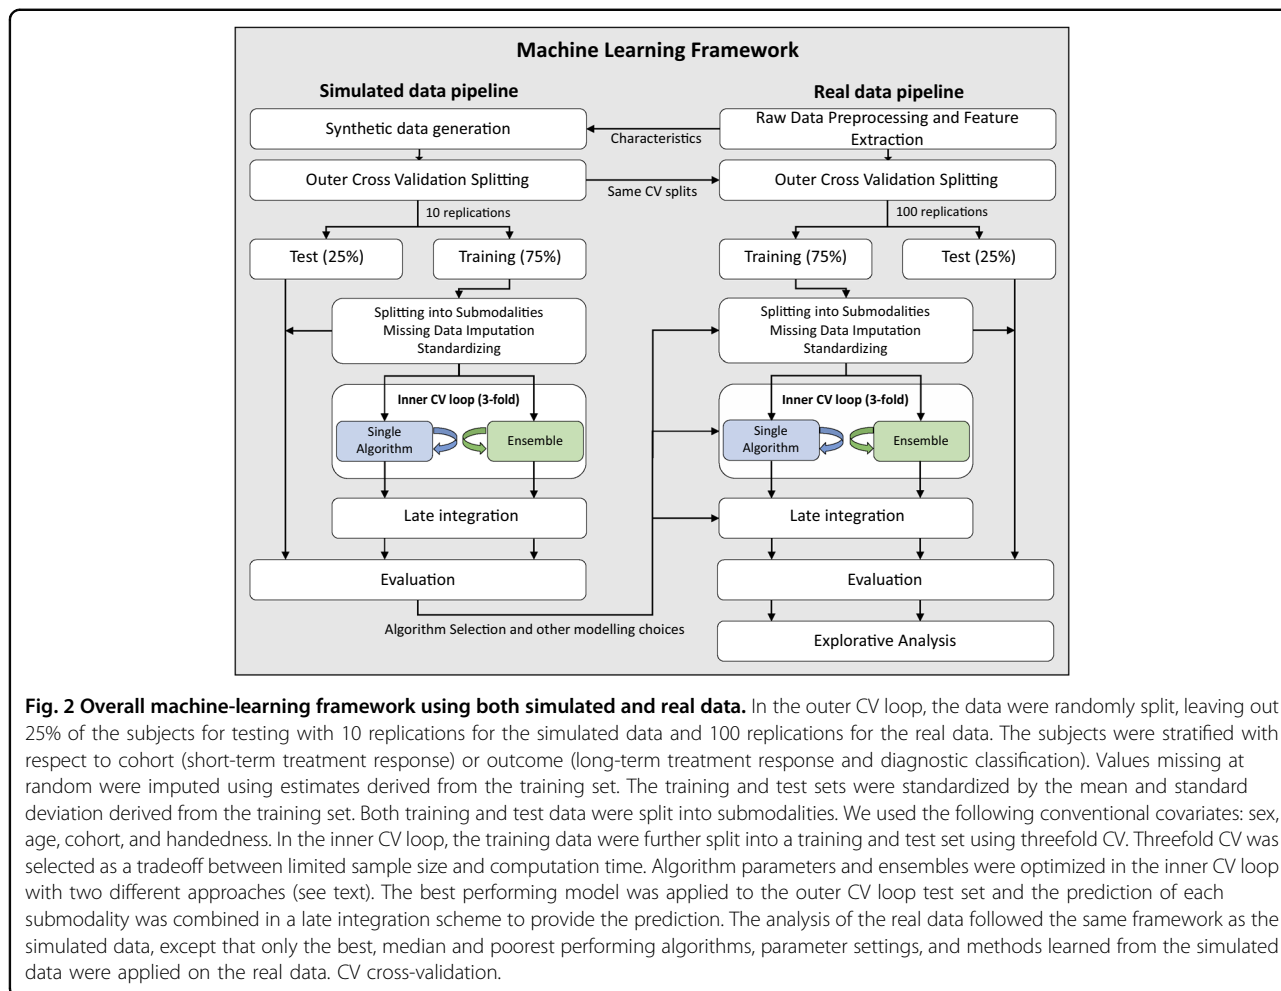 Machine Learning Framework
Simulated data pipeline
Real data pipeline
Synthetic data generation
Characteristics
Raw Data Preprocessing and Feature
Extraction
Outer Cross Validation Splitting
Same CV splits
Outer Cross Validation Splitting
10 replications
100 replications
Test (25%)
Training (75%)
Training (75%)
Test (25%)
Splitting into Submodalities
Missing Data Imputation
Standardizing
Splitting into Submodalities
Missing Data Imputation
Standardizing
Inner CV loop (3-fold)
Single
Algorithm
Ensemble
Inner CV loop (3-fold)
Single
Algorithm
Ensemble
Late integration
Late integration
Evaluation
Evaluation
Algorithm Selection and other modelling choices
Explorative Analysis
Fig. 2 Overall machine-learning framework using both simulated and real data. In the outer CV loop, the data were randomly split, leaving out
25% of the subjects for testing with 10 replications for the simulated data and 100 replications for the real data. The subjects were stratified with
respect to cohort (short-term treatment response) or outcome (long-term treatment response and diagnostic classification). Values missing at
random were imputed using estimates derived from the training set. The training and test sets were standardized by the mean and standard
deviation derived from the training set. Both training and test data were split into submodalities. We used the following conventional covariates: sex,
age, cohort, and handedness. In the inner CV loop, the training data were further split into a training and test set using threefold CV. Threefold CV was
selected as a tradeoff between limited sample size and computation time. Algorithm parameters and ensembles were optimized in the inner CV loop
with two different approaches (see text). The best performing model was applied to the outer CV loop test set and the prediction of each
submodality was combined in a late integration scheme to provide the prediction. The analysis of the real data followed the same framework as the
simulated data, except that only the best, median and poorest performing algorithms, parameter settings, and methods learned from the simulated
data were applied on the real data. CV cross-validation.